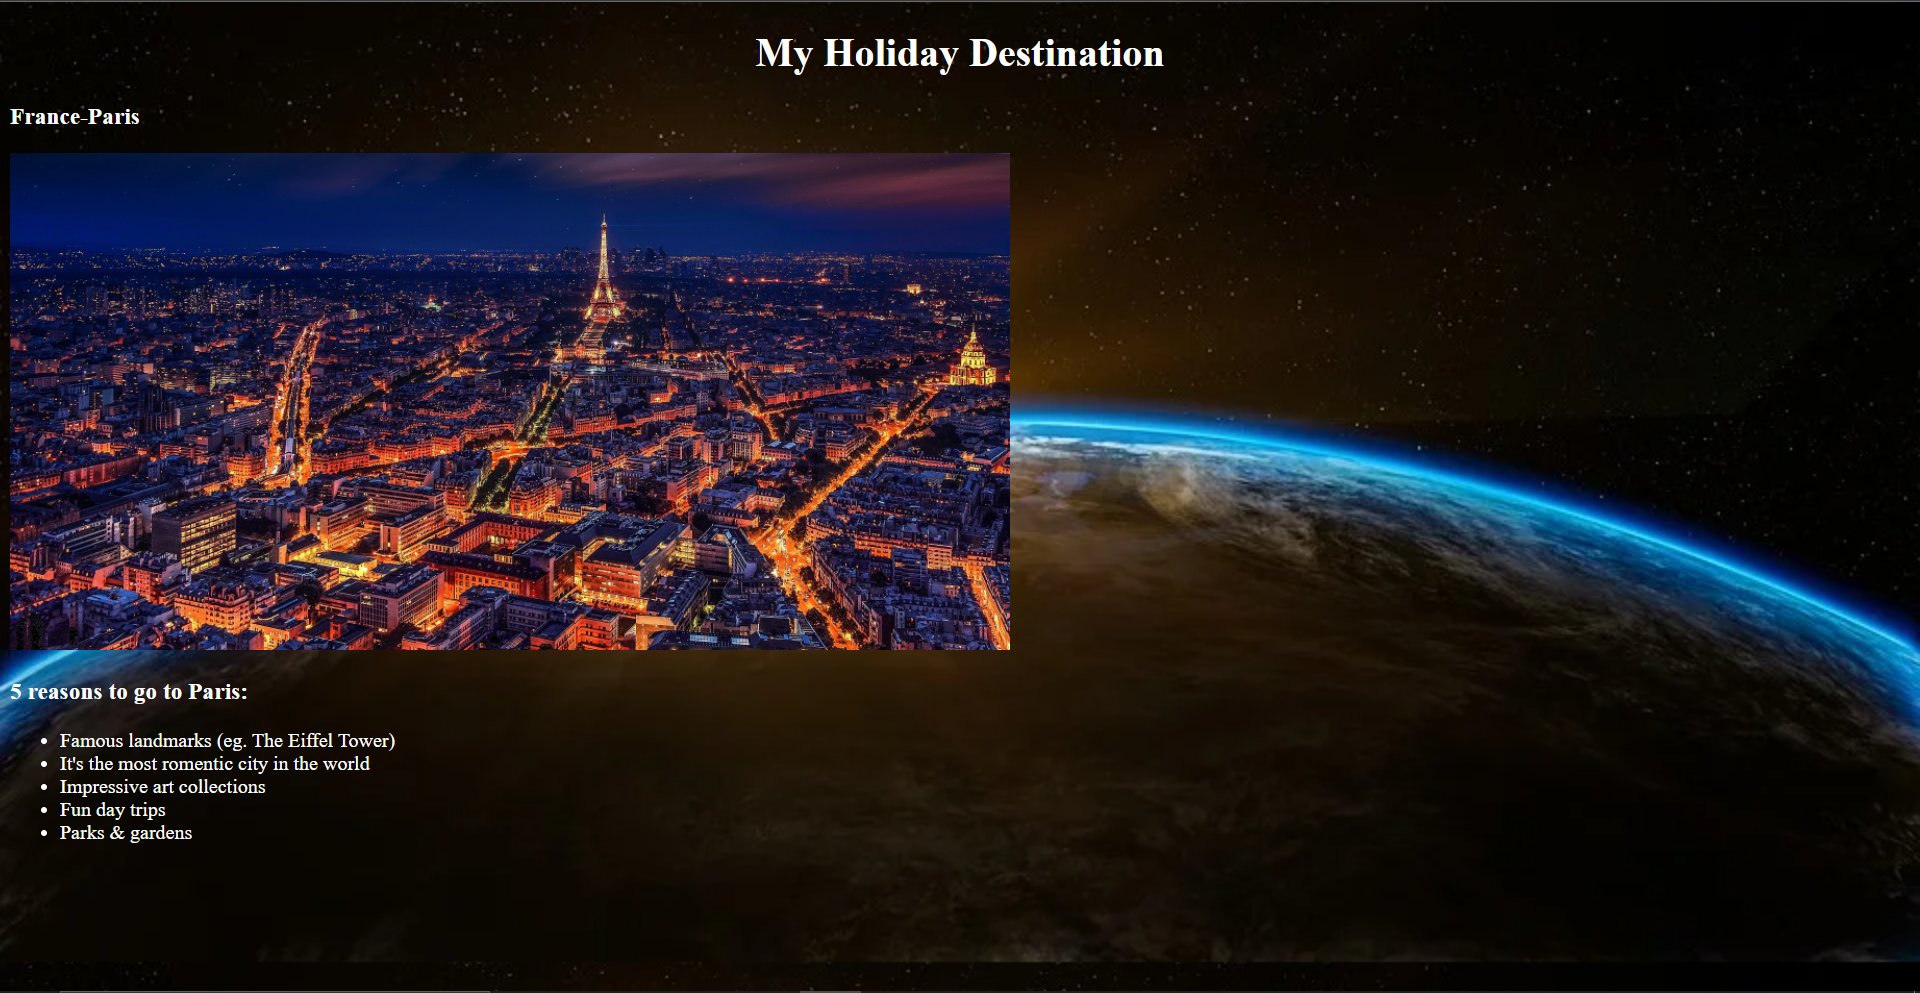 My Holiday Destination
France-Paris
5 reasons to go to Paris:
• Famous landmarks (eg. The Eiffel Tower)
• It's the most romentic city in the world
• Impressive art collections
• Fun day trips
• Parks & gardens